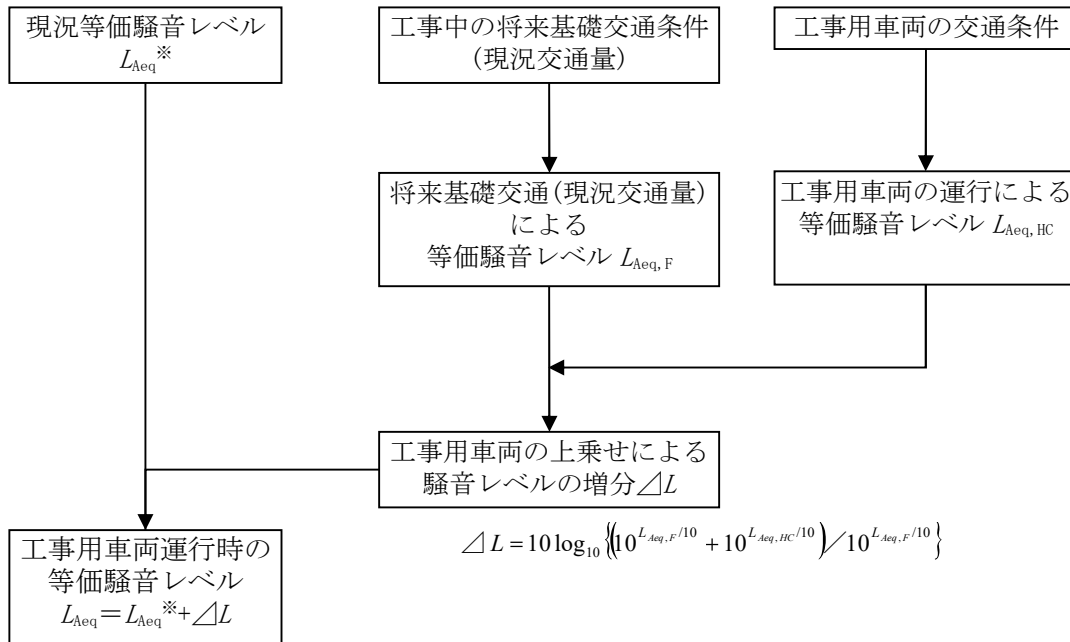 現況等価騒音レベル
LAeq※
工事中の将来基礎交通条件
(現況交通量)
工事用車両の交通条件
将来基礎交通(現況交通量)
による
等価騒音レベル LAeq,F
工事用車両の運行による
等価騒音レベル LAeq,HC
工事用車両の上乗せによる
騒音レベルの増分⊿L
工事用車両運行時の
等価騒音レベル
LAeq=LAeq※+⊿L
⊿L=10log10{(10^LAeq,F/10+10^LAeq,HC/10)/10^LAeq,F/10}